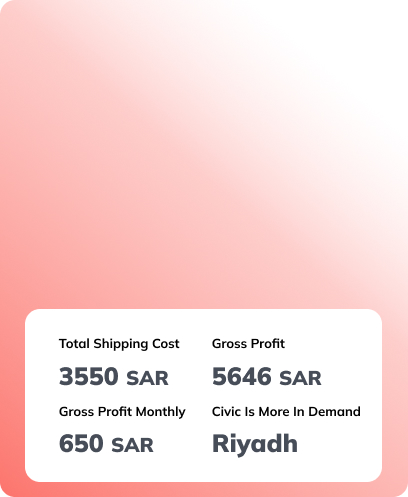 Total Shipping Cost
3550 SAR
Gross Profit
5646 SAR
Gross Profit Monthly
650 SAR
Civic Is More In Demand
Riyadh